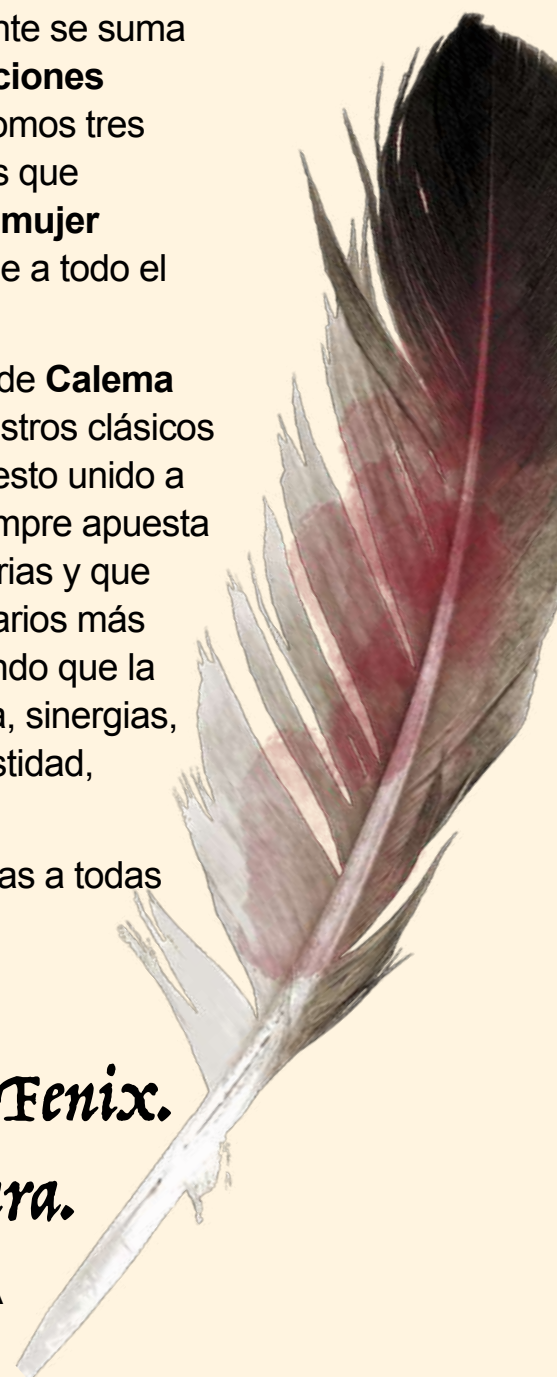 nte se suma
ciones
omos tres
s que
mujer
e a todo el
de Calema
stros clásicos
esto unido a
mpre apuesta
rias y que
arios más
ndo que la
a, sinergias,
stidad,
as a todas
Fenix.
ra.